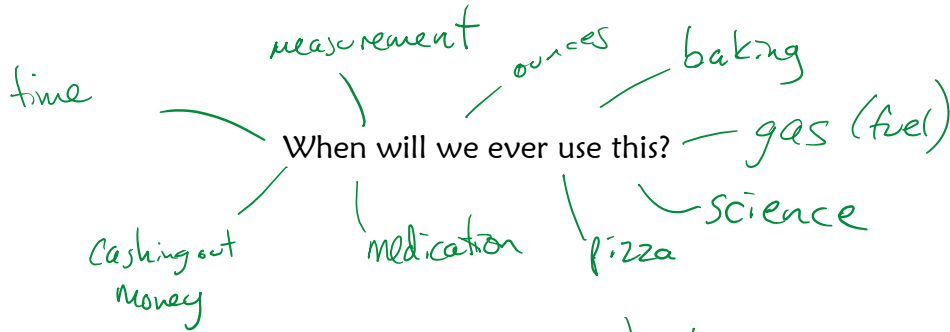 measurement
ounces
baking
time
gas (fuel)
When will we ever use this?
science
cashing out
money
medication
pizza